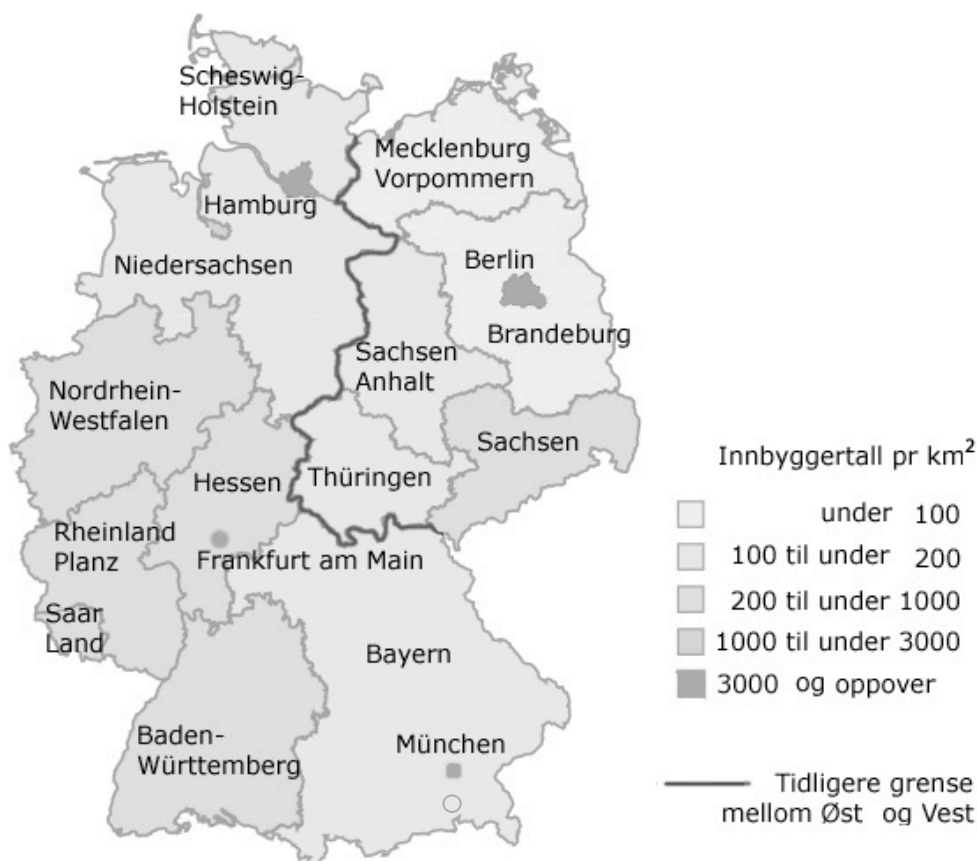 Scheswig-
Holstein
Mecklenburg
Vorpommern
Hamburg
Niedersachsen
Berlin
Brandeburg
Sachsen
Anhalt
Nordrhein-
Westfalen
Sachsen
Hessen
Thüringen
Rheinland
Planz
Frankfurt am Main
Saar
Land
Bayern
Baden-
Württemberg
München
Innbyggertall pr km²
under 100
100 til under 200
200 til under 1000
1000 til under 3000
3000 og oppover
Tidligere grense
mellom Øst og Vest